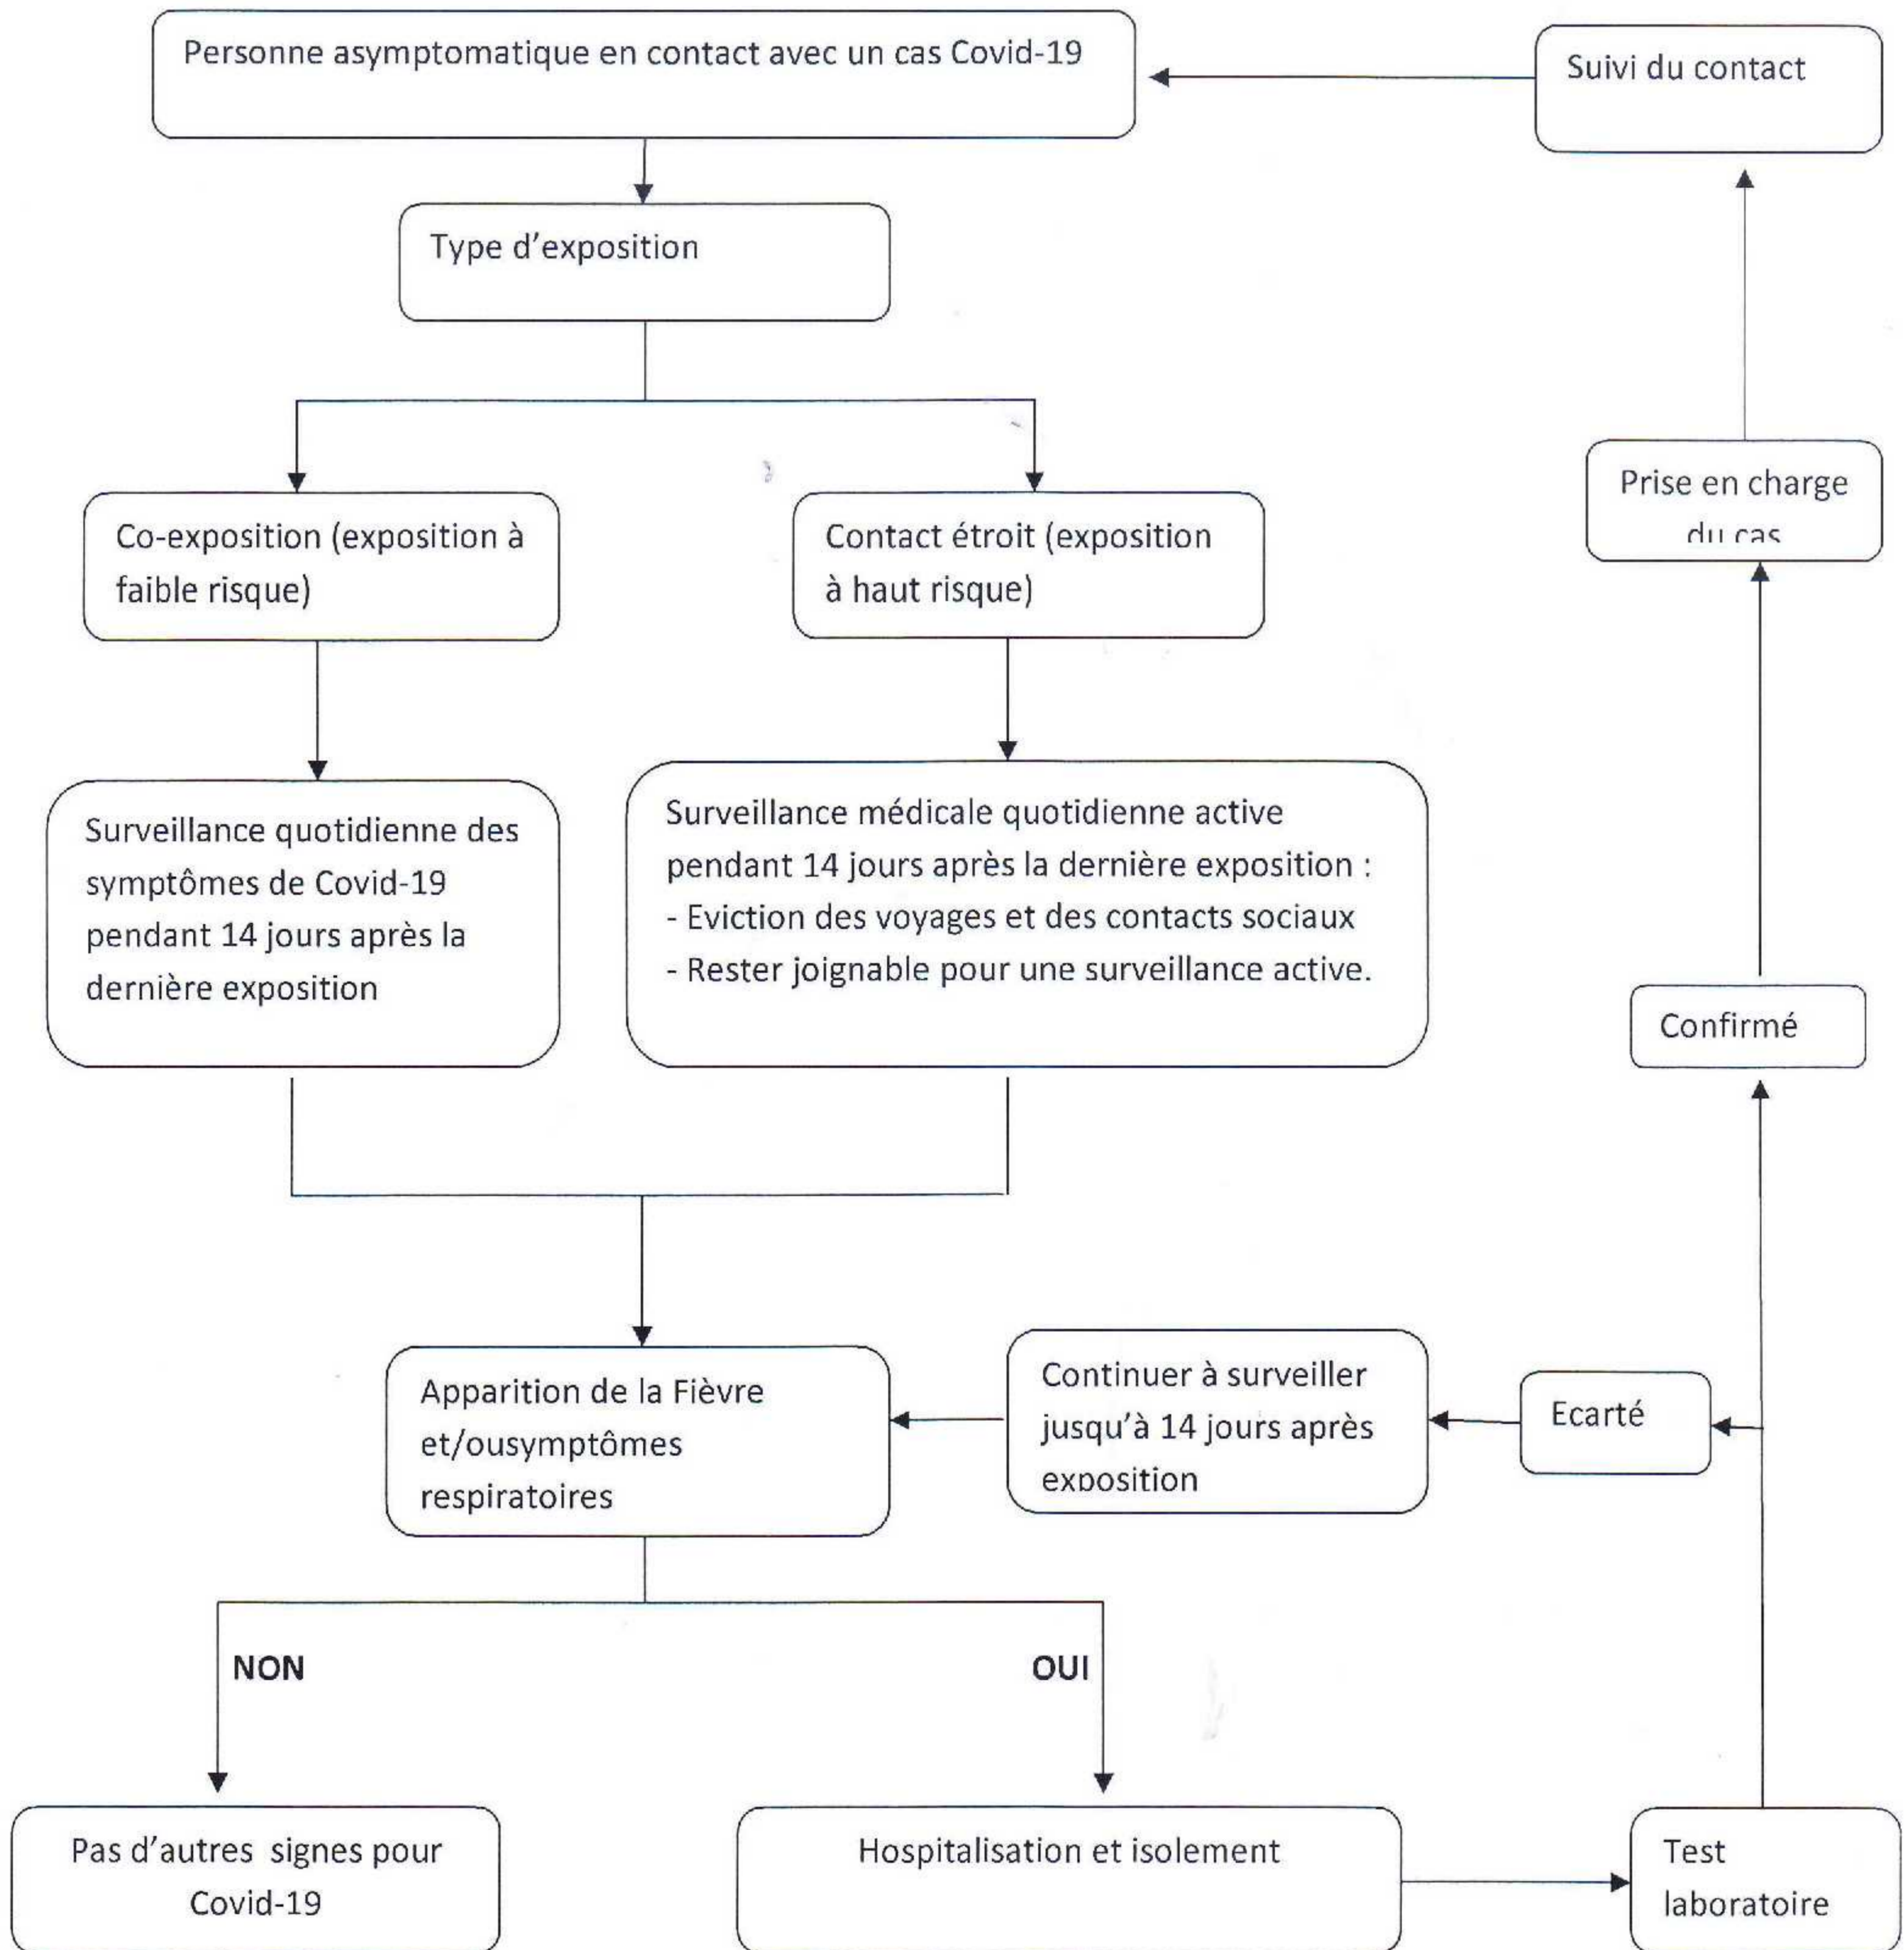 Personne asymptomatique en contact avec un cas Covid-19
Suivi du contact
Type d'exposition
Co-exposition (exposition à
faible risque)
Contact étroit (exposition
à haut risque)
Prise en charge
du cas
Surveillance quotidienne des
symptômes de Covid-19
pendant 14 jours après la
dernière exposition
Surveillance médicale quotidienne active
pendant 14 jours après la dernière exposition :
- Eviction des voyages et des contacts sociaux
- Rester joignable pour une surveillance active.
Confirmé
Apparition de la Fièvre
et/ousymptômes
respiratoires
Continuer à surveiller
jusqu'à 14 jours après
exposition
Ecarté
NON
OUI
Pas d'autres signes pour
Covid-19
Hospitalisation et isolement
Test
laboratoire